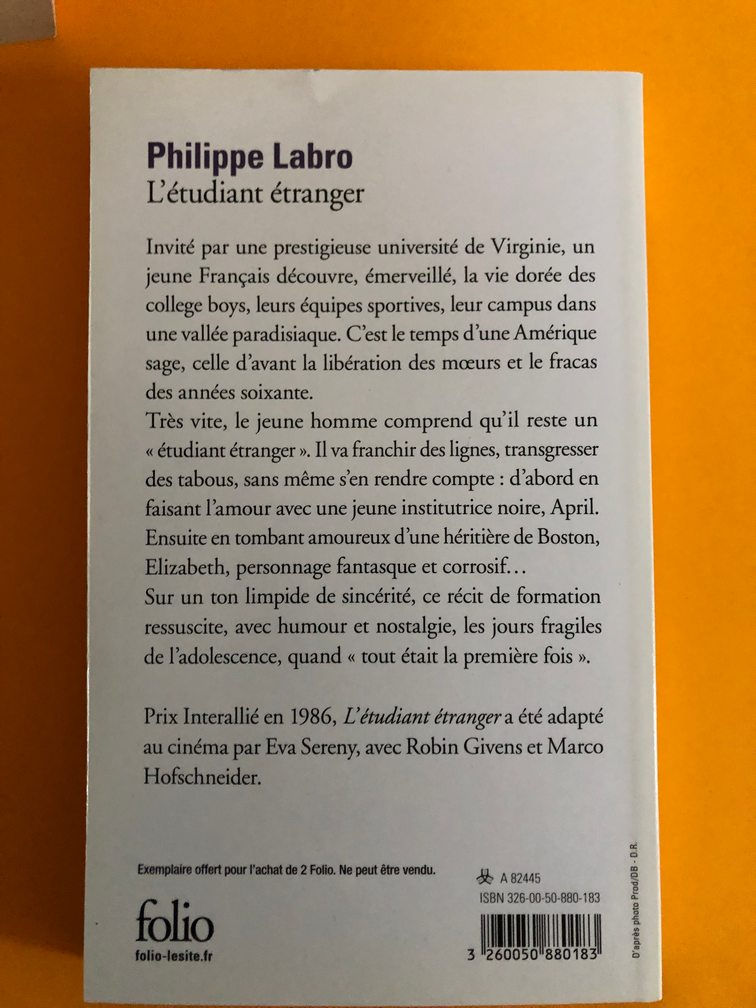 Philippe Labro
L'étudiant étranger
Invité par une prestigieuse université de Virginie, un
jeune Français découvre, émerveillé, la vie dorée des
college boys, leurs équipes sportives, leur campus dans
une vallée paradisiaque. C'est le temps d'une Amérique
sage, celle d'avant la libération des mœurs et le fracas
des années soixante.
Très vite, le jeune homme comprend qu'il reste un
« étudiant étranger ». Il va franchir des lignes, transgresser
des tabous, sans même s'en rendre compte : d'abord en
faisant l'amour avec une jeune institutrice noire, April.
Ensuite en tombant amoureux d'une héritière de Boston,
Elizabeth, personnage fantasque et corrosif...
Sur un ton limpide de sincérité, ce récit de formation
ressuscite, avec humour et nostalgie, les jours fragiles
de l'adolescence, quand « tout était la première fois ».
Prix Interallié en 1986, L'étudiant étranger a été adapté
au cinéma par Eva Sereny, avec Robin Givens et Marco
Hofschneider.
Exemplaire offert pour l'achat de 2 Folio. Ne peut être vendu.
folio
folio-lesite.fr
A 82445
ISBN 326-00-50-880-183
3 260050 880183
D'après photo Prod/DB - D.R.